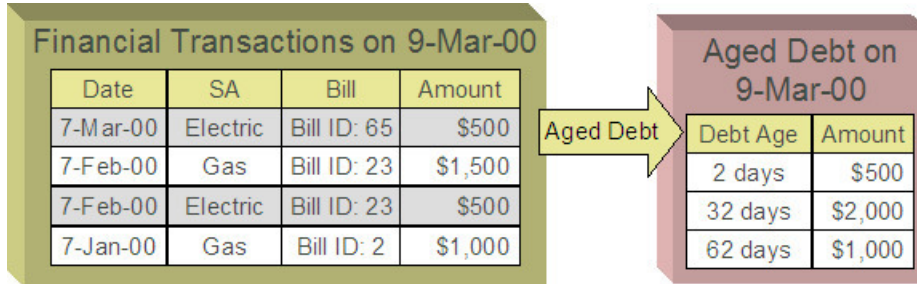 Financial Transactions on 9-Mar-00
Date SA Bill Amount
7-Mar-00 Electric Bill ID: 65 $500
7-Feb-00 Gas Bill ID: 23 $1,500
7-Feb-00 Electric Bill ID: 23 $500
7-Jan-00 Gas Bill ID: 2 $1,000
Aged Debt
Aged Debt on
9-Mar-00
Debt Age Amount
2 days $500
32 days $2,000
62 days $1,000